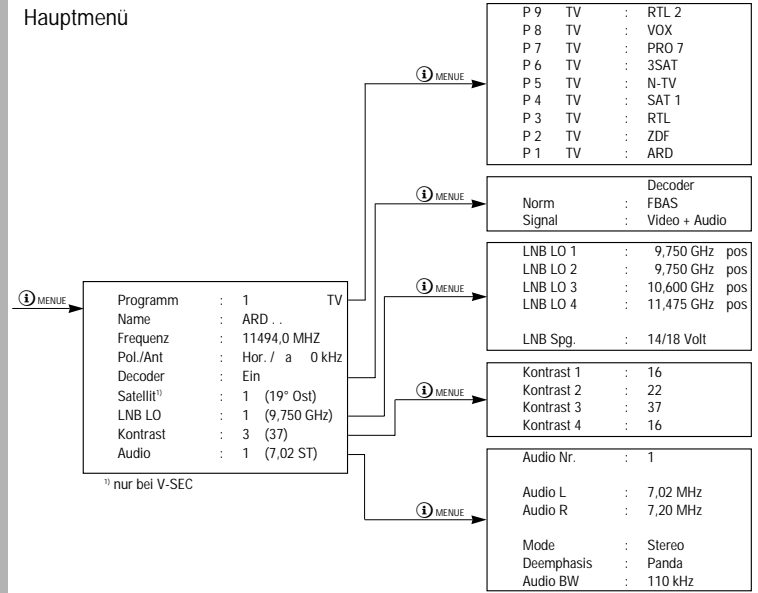 Hauptmenü
P 9 TV : RTL 2
P 8 TV : VOX
P 7 TV : PRO 7
P 6 TV : 3SAT
P 5 TV : N-TV
P 4 TV : SAT 1
P 3 TV : RTL
P 2 TV : ZDF
P 1 TV : ARD
i MENUE
Decoder
Norm : FBAS
Signal : Video + Audio
i MENUE
LNB LO 1 : 9,750 GHz pos
LNB LO 2 : 9,750 GHz pos
LNB LO 3 : 10,600 GHz pos
LNB LO 4 : 11,475 GHz pos
LNB Spg. : 14/18 Volt
i MENUE
i MENUE
Programm : 1 TV
Name : ARD . .
Frequenz : 11494,0 MHZ
Pol./Ant : Hor. / a 0 kHz
Decoder : Ein
Satellit¹⁾ : 1 (19° Ost)
LNB LO : 1 (9,750 GHz)
Kontrast : 3 (37)
Audio : 1 (7,02 ST)
¹⁾ nur bei V-SEC
i MENUE
Kontrast 1 : 16
Kontrast 2 : 22
Kontrast 3 : 37
Kontrast 4 : 16
i MENUE
Audio Nr. : 1
Audio L : 7,02 MHz
Audio R : 7,20 MHz
Mode : Stereo
Deemphasis : Panda
Audio BW : 110 kHz